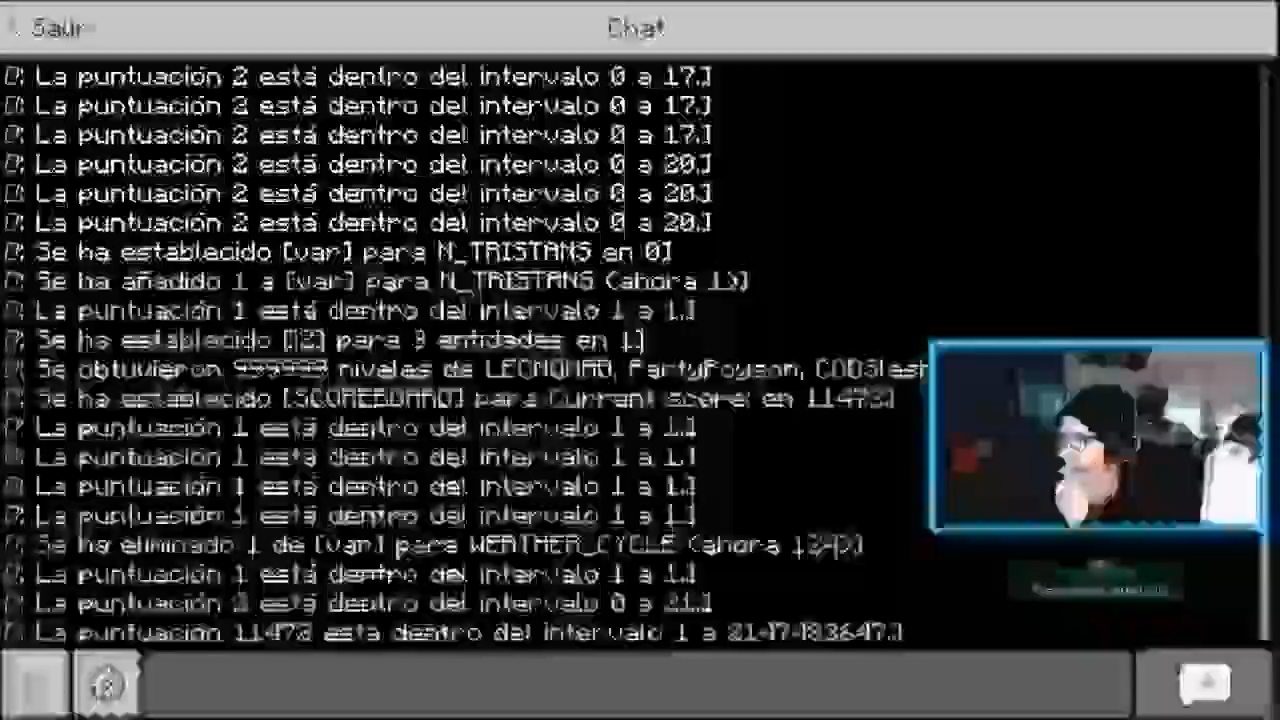 Salir
Chat
La puntuación 2 está dentro del intervalo 0 a 17.]
La puntuación 2 está dentro del intervalo 0 a 17.]
La puntuación 2 está dentro del intervalo 0 a 17.]
La puntuación 2 está dentro del intervalo 0 a 20.]
La puntuación 2 está dentro del intervalo 0 a 20.]
La puntuación 2 está dentro del intervalo 0 a 20.]
Se ha establecido [var] para N_TRISTANS en 0]
Se ha añadido 1 a [var] para N_TRISTANS (ahora 1)]
La puntuación 1 está dentro del intervalo 1 a 1.]
Se ha establecido para 9 entidades en 1]
Se obtuvieron niveles de
Se ha establecido [SCOREBOARD] para Current score: en
La puntuación 1 está dentro del intervalo 1 a 1.]
La puntuación 1 está dentro del intervalo 1 a 1.]
La puntuación 1 está dentro del intervalo 1 a 1.]
La puntuación 1 está dentro del intervalo 1 a 1.]
Se ha eliminado 1 de [var] para WEATHER_CYCLE (ahora
La puntuación 1 está dentro del intervalo 1 a 1.]
La puntuación está dentro del intervalo 0 a 21.]
La puntuación está dentro del intervalo 1 a 2147483647.]